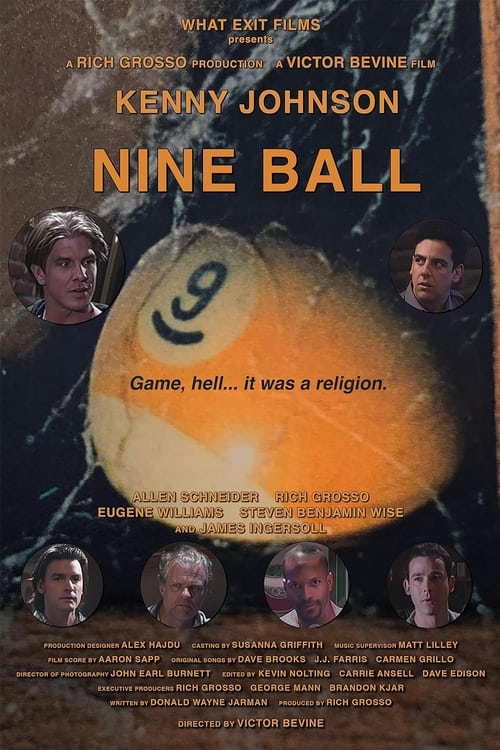 WHAT EXIT FILMS
presents
A RICH GROSSO PRODUCTION A VICTOR BEVINE FILM
KENNY JOHNSON
NINE BALL
9
Game, hell... it was a religion.
ALLEN SCHNEIDER RICH GROSSO
EUGENE WILLIAMS STEVEN BENJAMIN WISE
AND JAMES INGERSOLL
PRODUCTION DESIGNER ALEX HAJDU CASTING BY SUSANNA GRIFFITH MUSIC SUPERVISOR MATT LILLEY
FILM SCORE BY AARON SAPP ORIGINAL SONGS BY DAVE BROOKS J.J. FARRIS CARMEN GRILLO
DIRECTOR OF PHOTOGRAPHY JOHN EARL BURNETT EDITED BY KEVIN NOLTING CARRIE ANSELL DAVE EDISON
EXECUTIVE PRODUCERS RICH GROSSO GEORGE MANN BRANDON KJAR
WRITTEN BY DONALD WAYNE JARMAN PRODUCED BY RICH GROSSO
DIRECTED BY VICTOR BEVINE